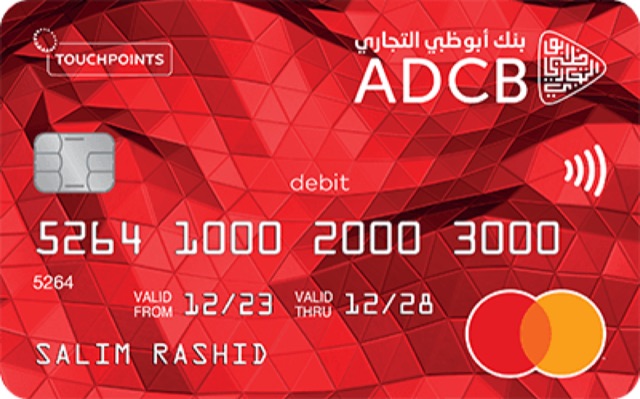 TOUCHPOINTS
بنك أبوظبي التجاري
ADCB
debit
5264 1000 2000 3000
5264
VALID FROM 12/23 VALID THRU 12/28
SALIM RASHID